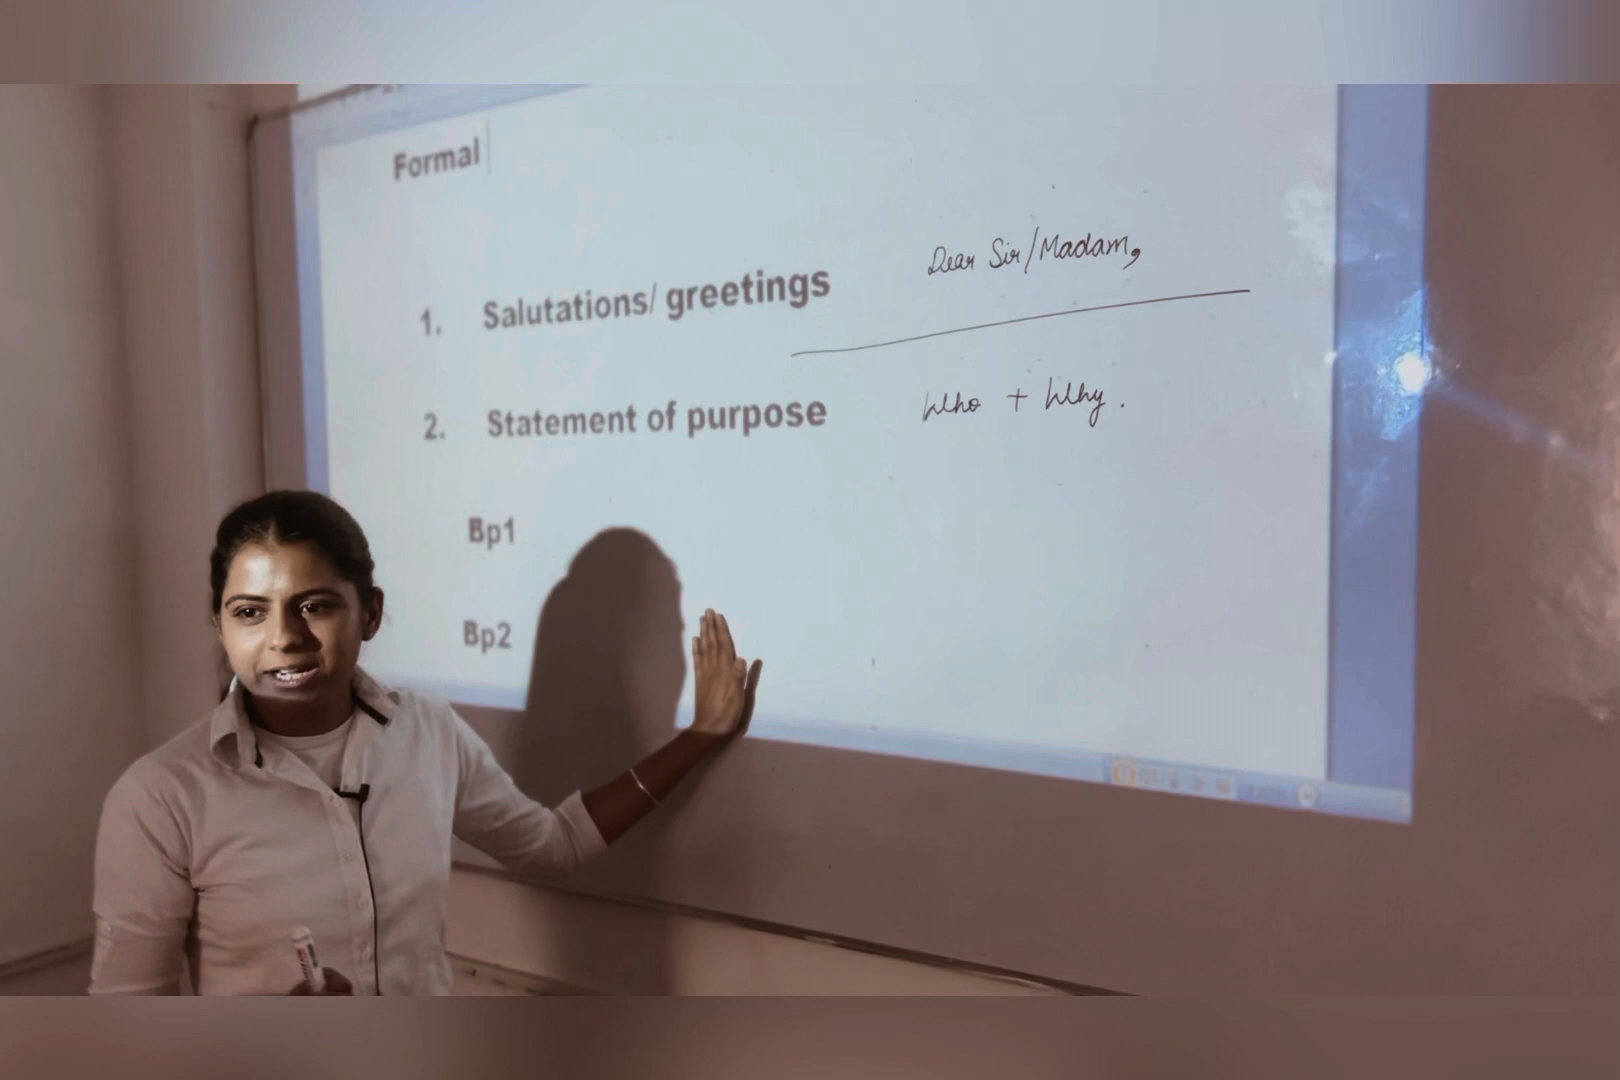 Formal
1. Salutations/ greetings Dear Sir/Madam,
2. Statement of purpose Who + Why.
Bp1
Bp2